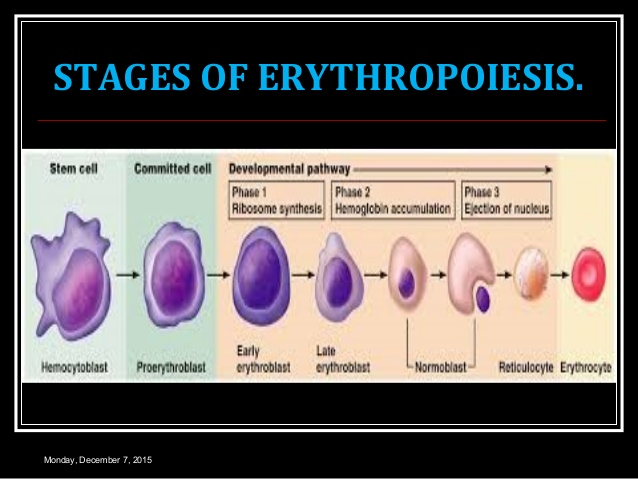 STAGES OF ERYTHROPOIESIS.
Stem cell
Committed cell
Developmental pathway
Phase 1
Ribosome synthesis
Phase 2
Hemoglobin accumulation
Phase 3
Ejection of nucleus
Hemocytoblast
Proerythroblast
Early
erythroblast
Late
erythroblast
Normoblast
Reticulocyte
Erythrocyte
Monday, December 7, 2015